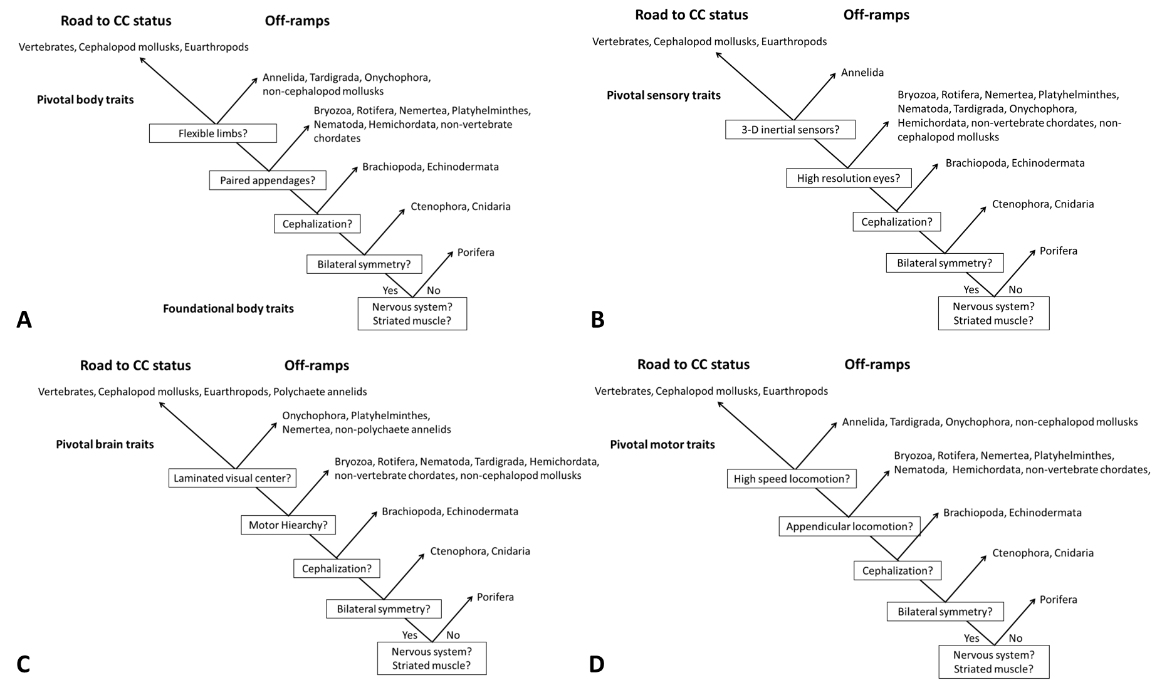 Road to CC status
Off-ramps
Vertebrates, Cephalopod mollusks, Euarthropods
Annelida, Tardigrada, Onychophora,
non-cephalopod mollusks
Pivotal body traits
Bryozoa, Rotifera, Nemertea, Platyhelminthes,
Nematoda, Hemichordata, non-vertebrate
chordates
Flexible limbs?
Brachiopoda, Echinodermata
Paired appendages?
Ctenophora, Cnidaria
Cephalization?
Porifera
Bilateral symmetry?
Yes
No
Foundational body traits
Nervous system?
Striated muscle?
A
Road to CC status
Off-ramps
Vertebrates, Cephalopod mollusks, Euarthropods
Annelida
Pivotal sensory traits
Bryozoa, Rotifera, Nemertea, Platyhelminthes,
Nematoda, Tardigrada, Onychophora,
Hemichordata, non-vertebrate chordates, non-
cephalopod mollusks
3-D inertial sensors?
Brachiopoda, Echinodermata
High resolution eyes?
Ctenophora, Cnidaria
Cephalization?
Porifera
Bilateral symmetry?
Yes
No
Nervous system?
Striated muscle?
B
Road to CC status
Off-ramps
Vertebrates, Cephalopod mollusks, Euarthropods, Polychaete annelids
Onychophora, Platyhelminthes,
Nemertea, non-polychaete annelids
Pivotal brain traits
Bryozoa, Rotifera, Nematoda, Tardigrada, Hemichordata,
non-vertebrate chordates, non-cephalopod mollusks
Laminated visual center?
Brachiopoda, Echinodermata
Motor Hiearchy?
Ctenophora, Cnidaria
Cephalization?
Porifera
Bilateral symmetry?
Yes
No
Nervous system?
Striated muscle?
C
Road to CC status
Off-ramps
Vertebrates, Cephalopod mollusks, Euarthropods
Annelida, Tardigrada, Onychophora, non-cephalopod mollusks
Pivotal motor traits
Bryozoa, Rotifera, Nemertea, Platyhelminthes,
Nematoda, Hemichordata, non-vertebrate chordates,
High speed locomotion?
Brachiopoda, Echinodermata
Appendicular locomotion?
Ctenophora, Cnidaria
Cephalization?
Porifera
Bilateral symmetry?
Yes
No
Nervous system?
Striated muscle?
D